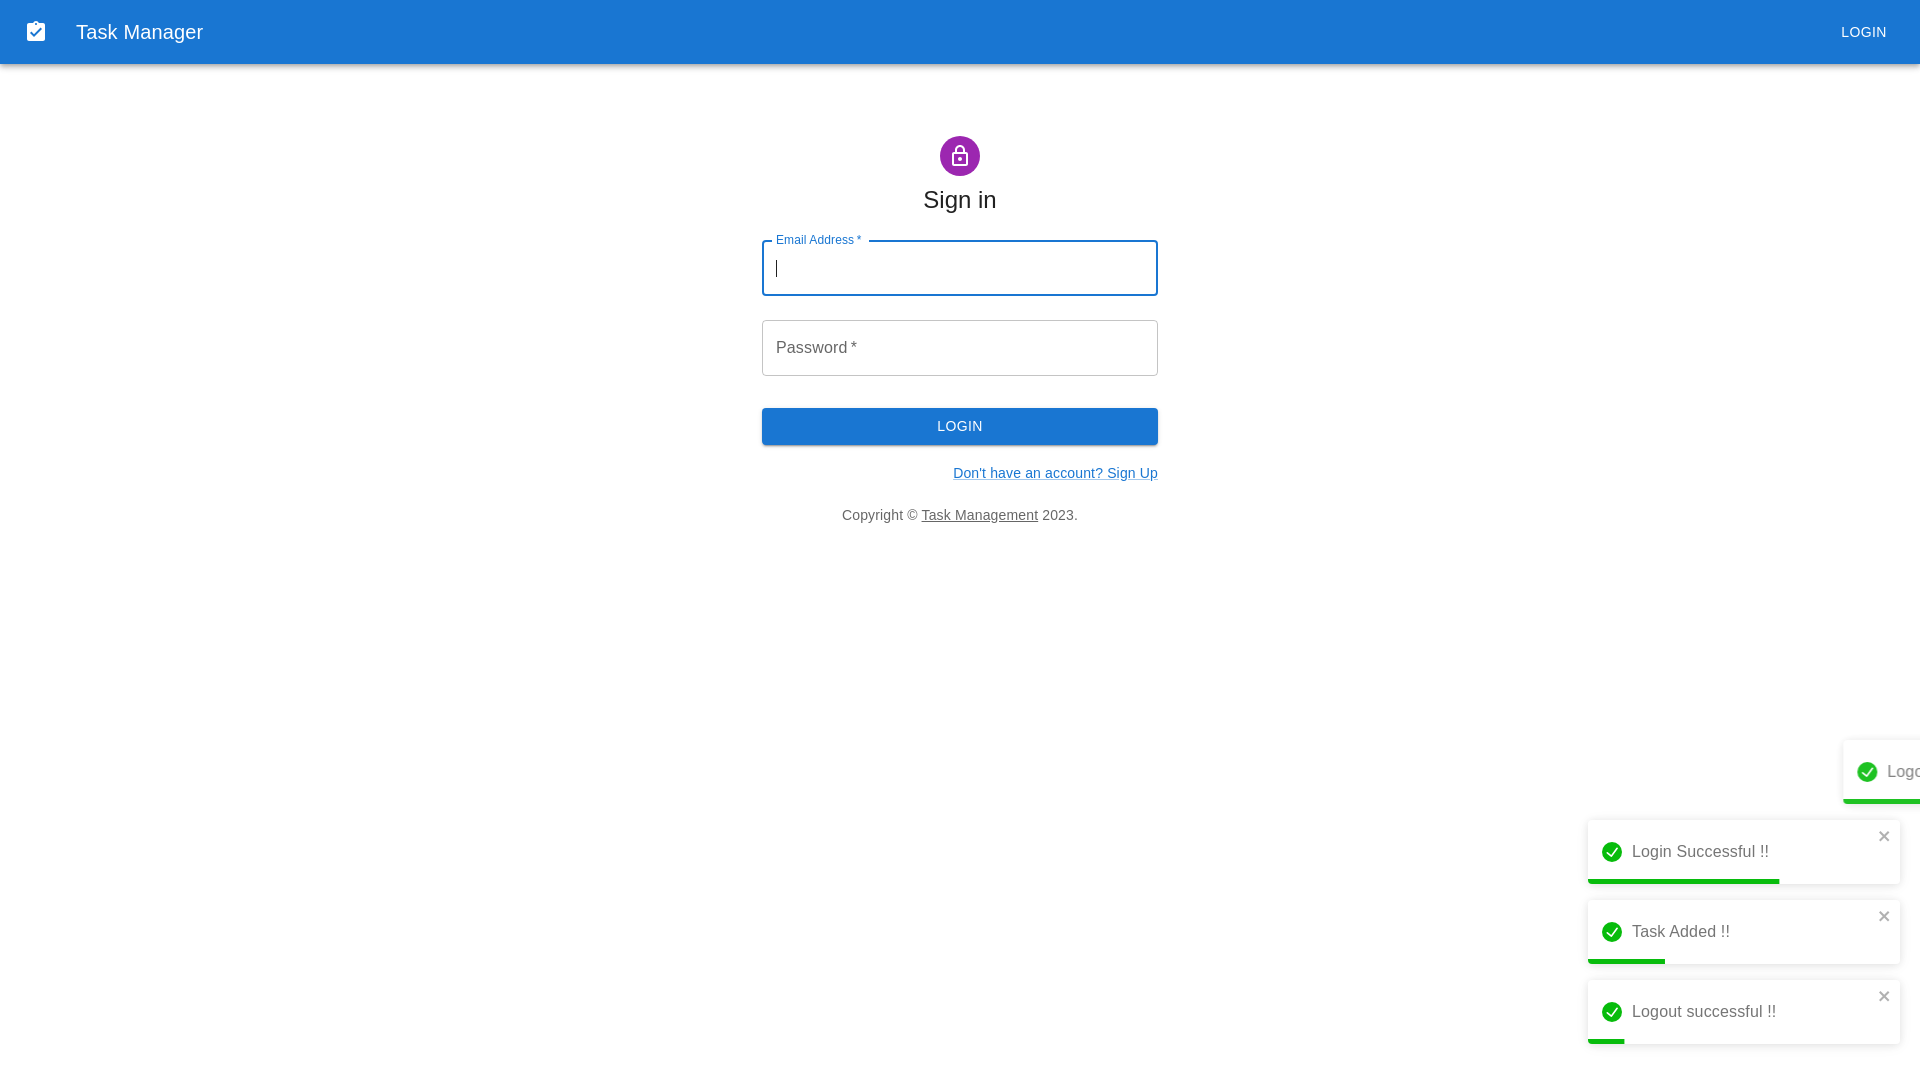 Task Manager
LOGIN
Sign in
Email Address *
Password *
LOGIN
Don't have an account? Sign Up
Copyright © Task Management 2023.
Logo
Login Successful !!
Task Added !!
Logout successful !!